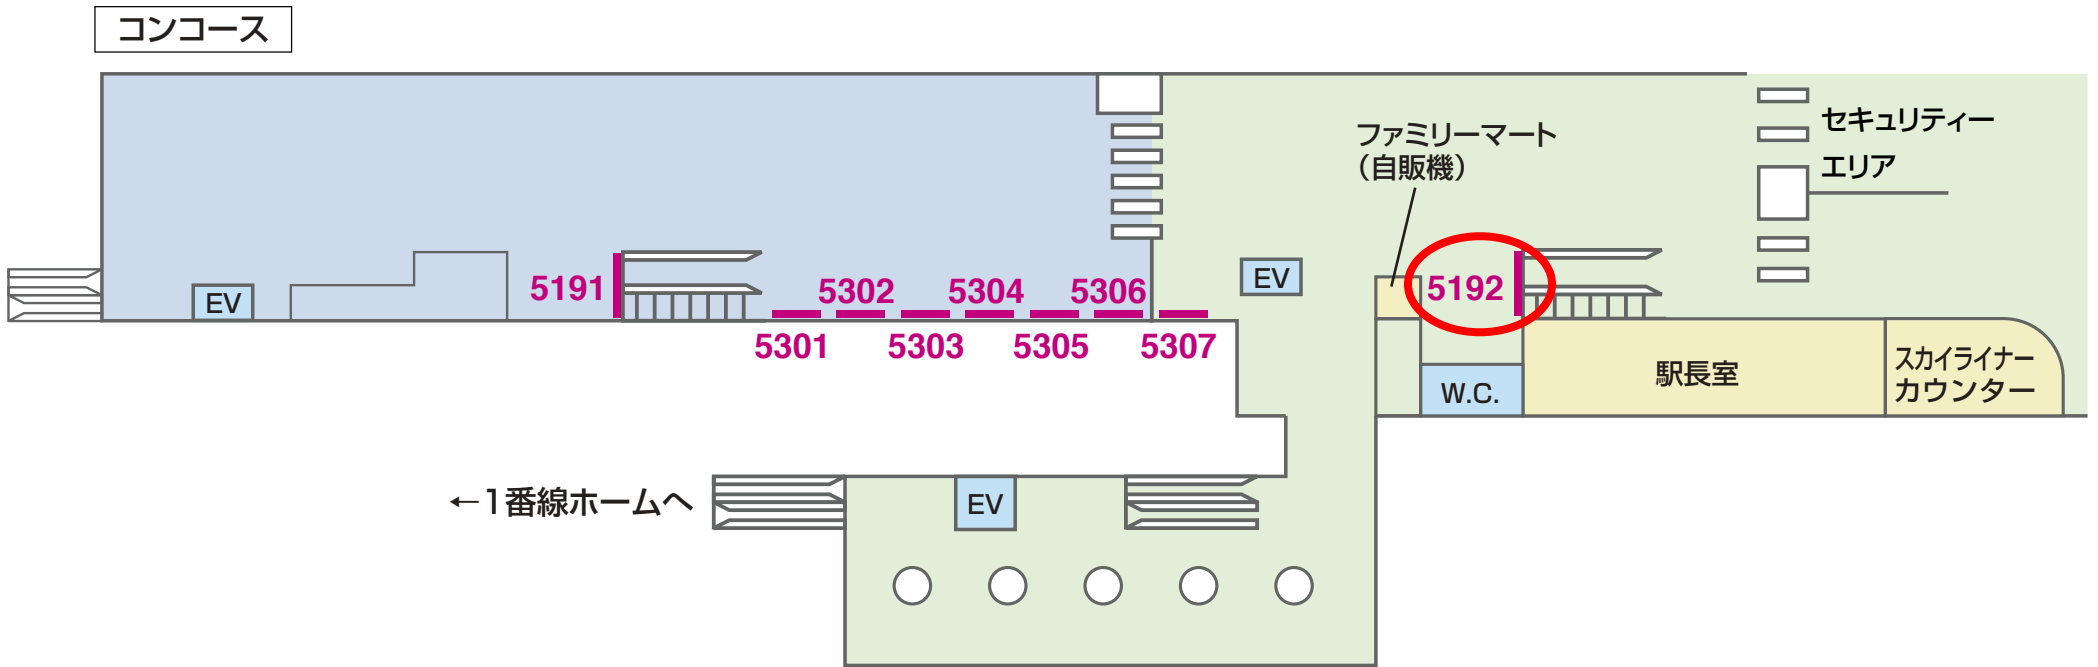 コンコース
セキュリティー
エリア
ファミリーマート
（自販機）
EV
5191
5302
5304
5306
EV
5192
5301
5303
5305
5307
W.C.
駅長室
スカイライナー
カウンター
←1番線ホームへ
EV